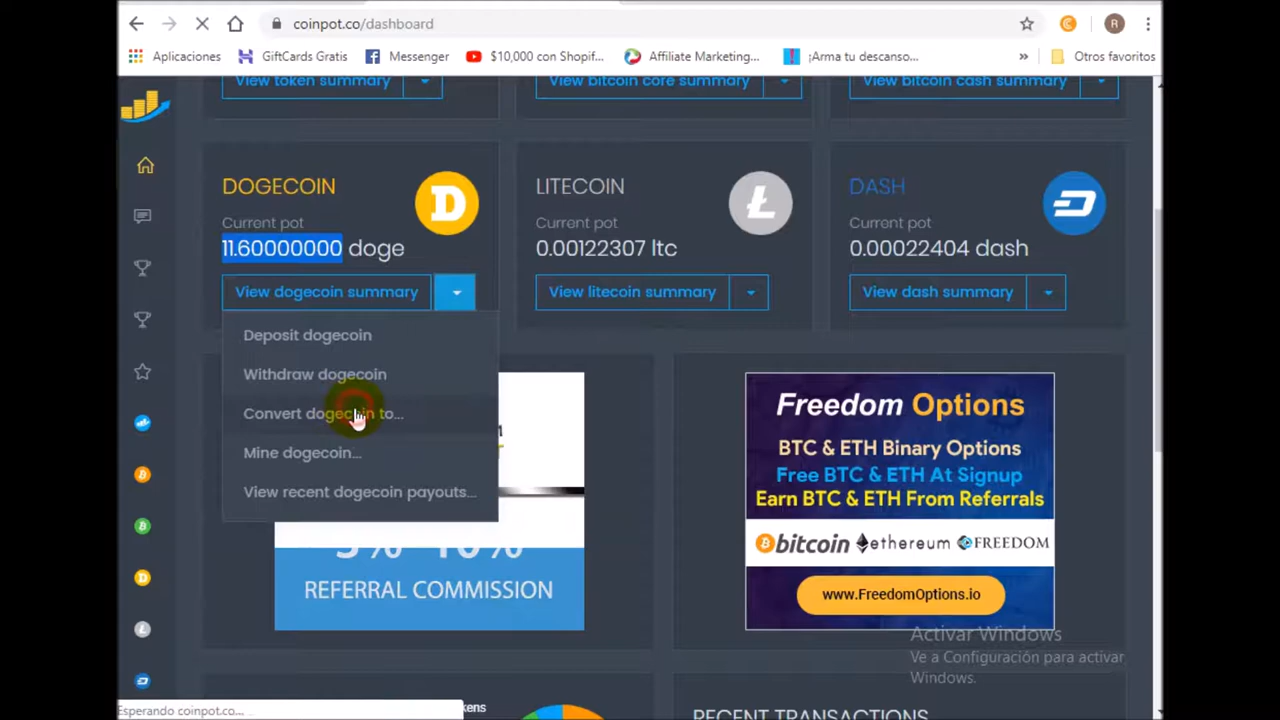 coinpot.co/dashboard
Aplicaciones
GiftCards Gratis
Messenger
$10,000 con Shopif...
Affiliate Marketing...
¡Arma tu descanso...
»
Otros favoritos
R
View token summary
View bitcoin core summary
View bitcoin cash summary
DOGECOIN
Current pot
11.60000000 doge
View dogecoin summary
LITECOIN
Current pot
0.00122307 ltc
View litecoin summary
DASH
Current pot
0.00022404 dash
View dash summary
Deposit dogecoin
Withdraw dogecoin
Convert dogecoin to...
Mine dogecoin...
View recent dogecoin payouts...
REFERRAL COMMISSION
Freedom Options
BTC & ETH Binary Options
Free BTC & ETH At Signup
Earn BTC & ETH From Referrals
bitcoin ethereum FREEDOM
www.FreedomOptions.io
Activar Windows
Ve a Configuración para activar
Windows.
Esperando coinpot.co...
RECENT TRANSACTIONS